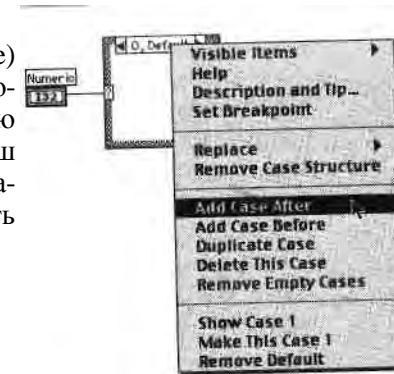 е)
о-
ю
ш
а-
ть
Numeric
I32
?
0, Default
Visible Items
Help
Description and Tip...
Set Breakpoint
Replace
Remove Case Structure
Add Case After
Add Case Before
Duplicate Case
Delete This Case
Remove Empty Cases
Show Case 1
Make This Case 1
Remove Default